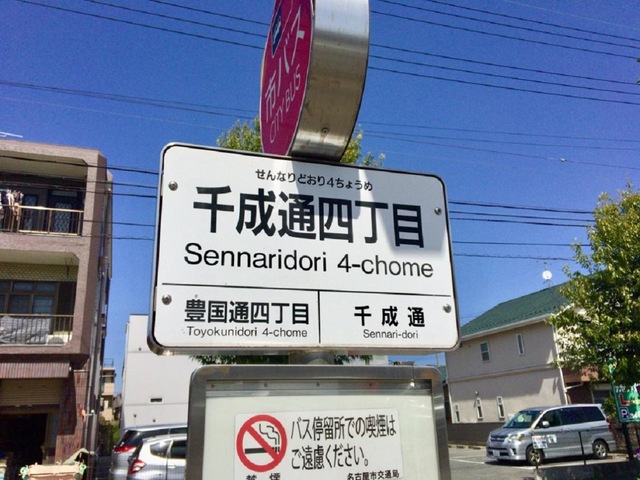 市バス
CITY BUS
せんなりどおり4ちょうめ
千成通四丁目
Sennaridori 4-chome
豊国通四丁目
Toyokunidori 4-chome
千成通
Sennari-dori
バス停留所での喫煙は
ご遠慮ください。
名古屋市交通局
P